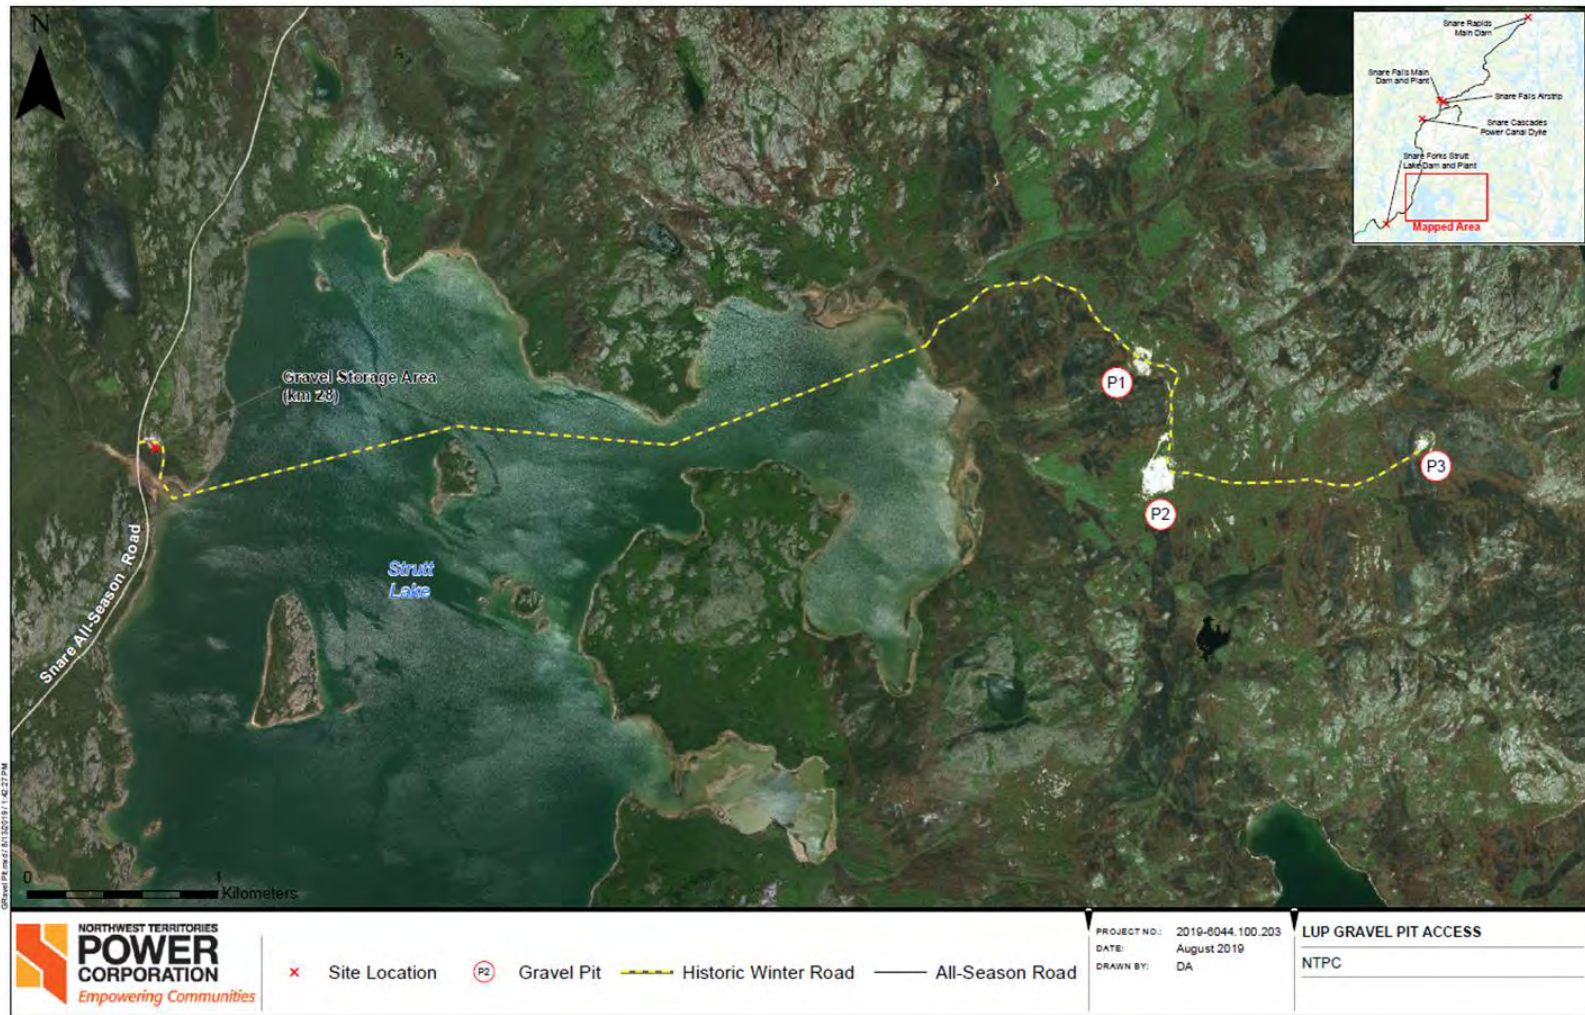 N
Snare Rapids
Main Dam
Snare Falls Main
Dam and Plant
Snare Falls Airstrip
Snare Cascades
Power Canal Dyke
Snare Forks Strutt
Lake Dam and Plant
Mapped Area
Gravel Storage Area
(km 28)
P1
P3
P2
Strutt
Lake
Snare All-Season Road
0 1
Kilometers
NORTHWEST TERRITORIES
POWER
CORPORATION
Empowering Communities
Site Location
P2 Gravel Pit
Historic Winter Road
All-Season Road
PROJECT NO.: 2019-6044.100.203
DATE: August 2019
DRAWN BY: DA
LUP GRAVEL PIT ACCESS
NTPC